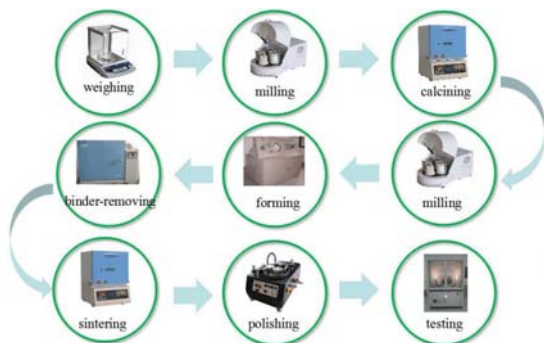 weighing
milling
calcining
milling
forming
binder-removing
sintering
polishing
testing